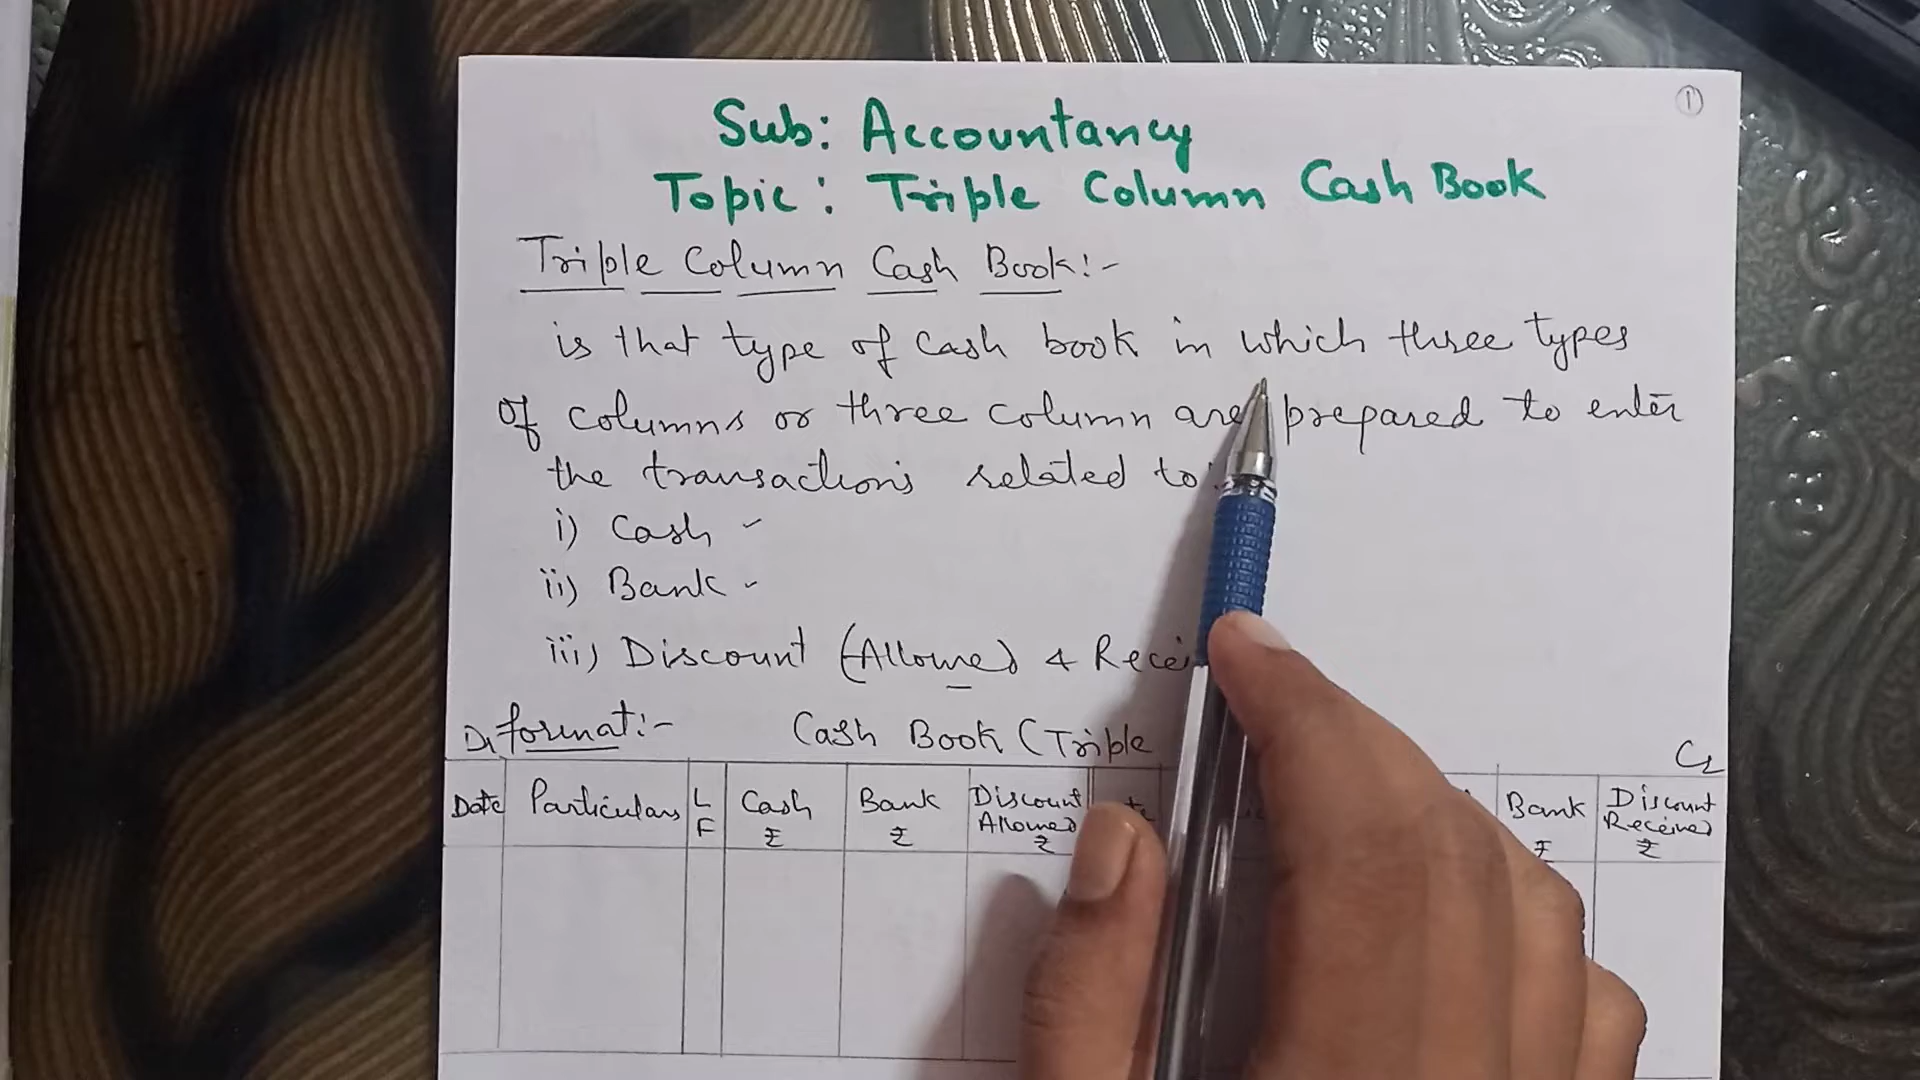 ①
Sub: Accountancy
Topic: Triple Column Cash Book
Triple Column Cash Book:-
is that type of cash book in which three types
of columns or three column are prepared to enter
the transactions related to:
i) Cash -
ii) Bank -
iii) Discount (Allowed &
Dr format:- Cash Book (Triple Cr
Date Particulars L F Cash ₹ Bank ₹ Discount Allowed ₹ Bank ₹ Discount Received ₹